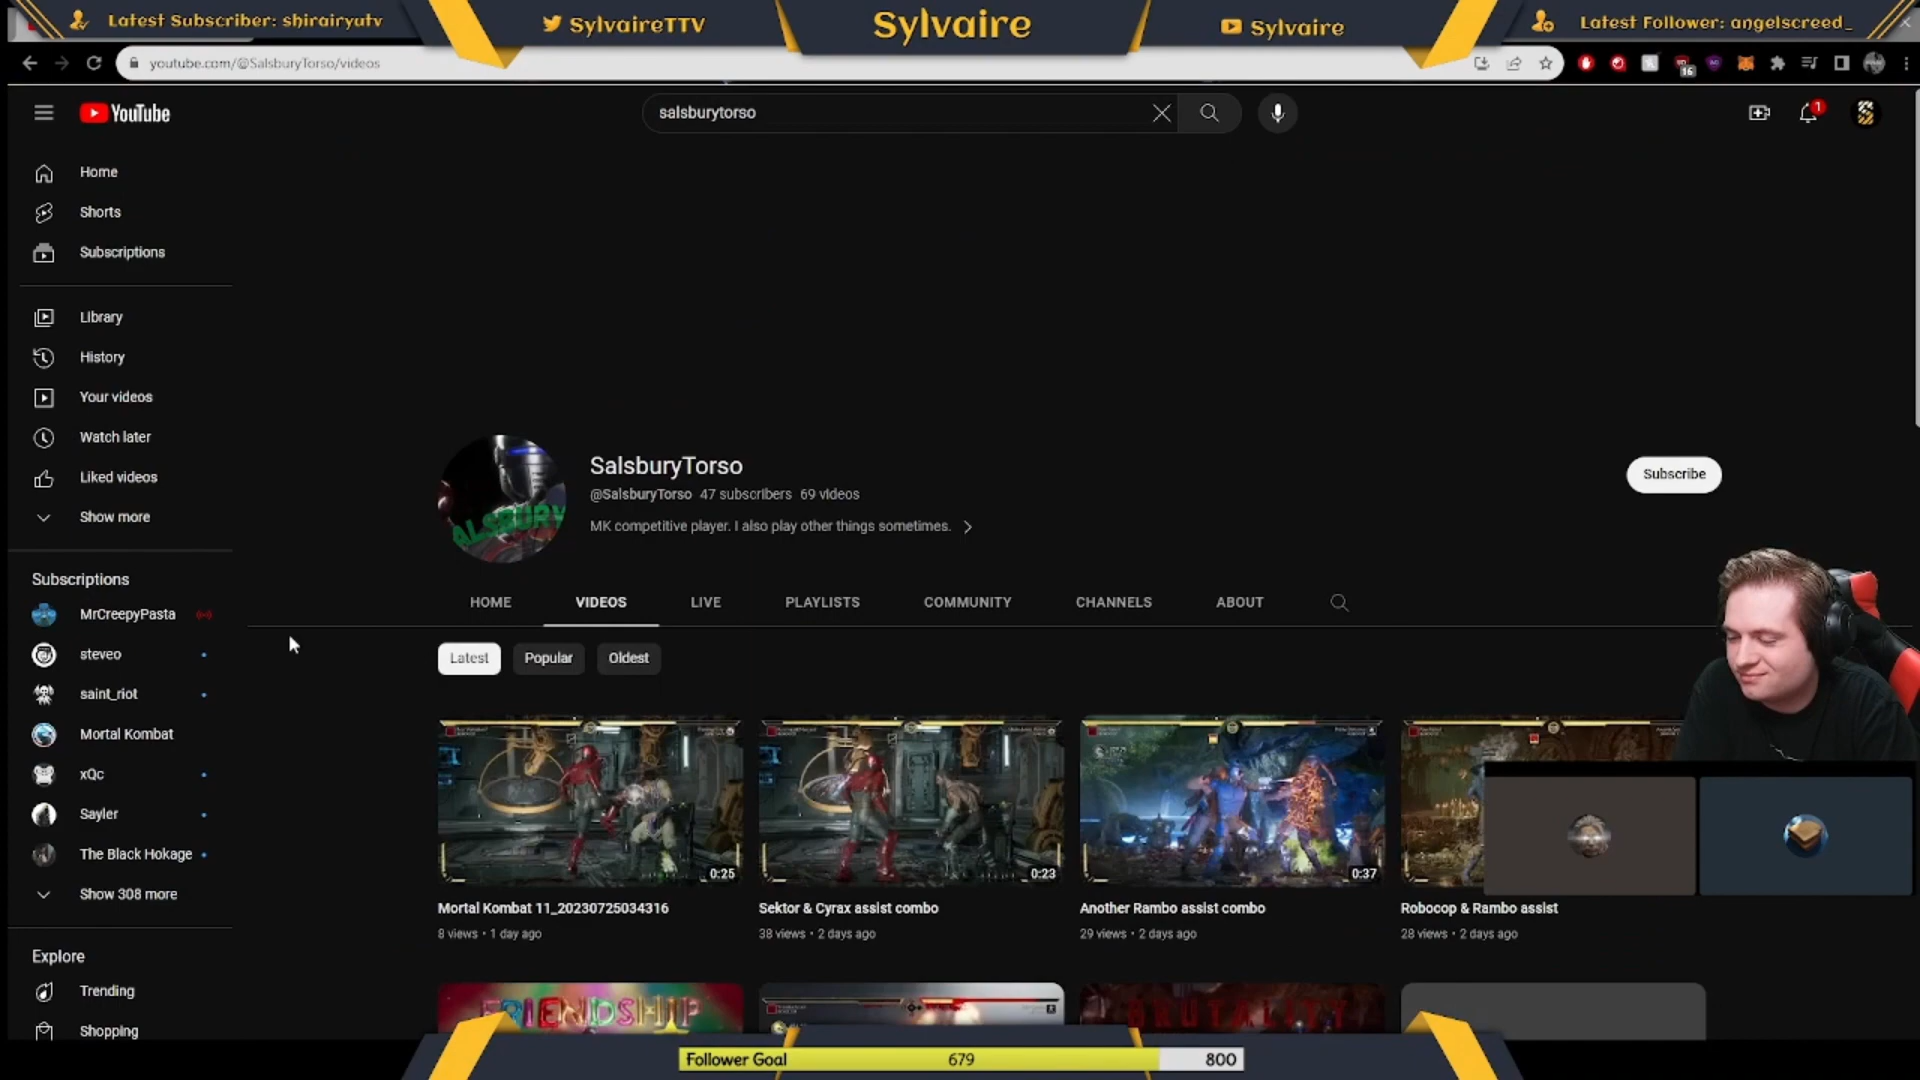 Latest Subscriber: shirairyutv
SylvaireTTV
Sylvaire
Sylvaire
Latest Follower: angelscreed_
youtube.com/@SalsburyTorso/videos
16
YouTube
salsburytorso
1
Home
Shorts
Subscriptions
Library
History
Your videos
Watch later
Liked videos
Show more
Subscriptions
MrCreepyPasta
steveo
saint_riot
Mortal Kombat
xQc
Sayler
The Black Hokage
Show 308 more
Explore
Trending
Shopping
ALSBURY
SalsburyTorso
@SalsburyTorso 47 subscribers 69 videos
MK competitive player. I also play other things sometimes.
Subscribe
HOME VIDEOS LIVE PLAYLISTS COMMUNITY CHANNELS ABOUT
Latest Popular Oldest
0:25
0:23
0:37
Mortal Kombat 11_20230725034316
8 views • 1 day ago
Sektor & Cyrax assist combo
38 views • 2 days ago
Another Rambo assist combo
29 views • 2 days ago
Robocop & Rambo assist
28 views • 2 days ago
FRIENDSHIP
BRUTALITY
Follower Goal 679 800